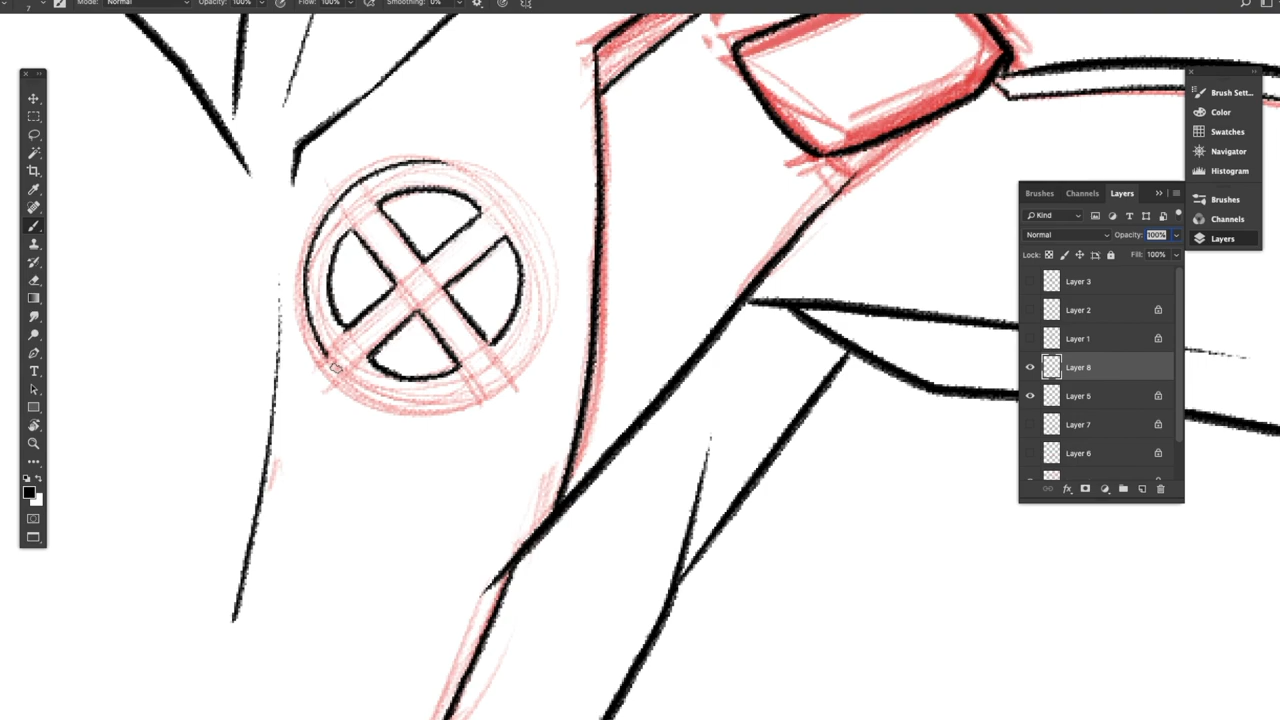 7 Mode: Normal Opacity: 100% Flow: 100% Smoothing: 0%
Brush Sett...
Color
Swatches
Navigator
Histogram
Brushes
Channels
Layers
Brushes Channels Layers
Kind
Normal Opacity: 100%
Lock: Fill: 100%
Layer 3
Layer 2
Layer 1
Layer 8
Layer 5
Layer 7
Layer 6
fx